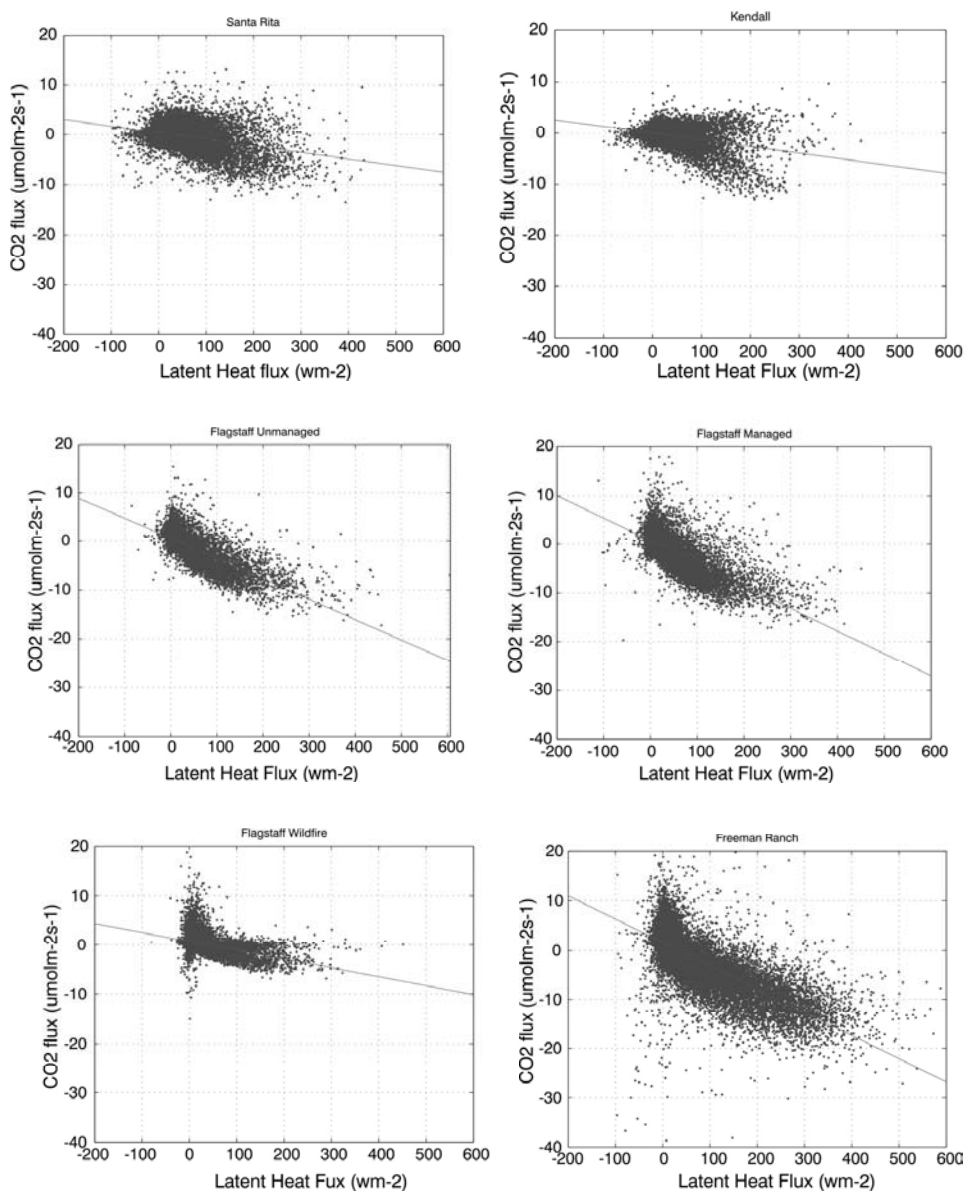 Santa Rita
20
10
0
-10
-20
-30
-40
-200 -100 0 100 200 300 400 500 600
CO2 flux (umolm-2s-1)
Latent Heat flux (wm-2)
Kendall
20
10
0
-10
-20
-30
-40
-200 -100 0 100 200 300 400 500 600
CO2 flux (umolm-2s-1)
Latent Heat Flux (wm-2)
Flagstaff Unmanaged
20
10
0
-10
-20
-30
-40
-200 -100 0 100 200 300 400 500 600
CO2 flux (umolm-2s-1)
Latent Heat Flux (wm-2)
Flagstaff Managed
20
10
0
-10
-20
-30
-40
-200 -100 0 100 200 300 400 500 600
CO2 flux (umolm-2s-1)
Latent Heat Flux (wm-2)
Flagstaff Wildfire
20
10
0
-10
-20
-30
-40
-200 -100 0 100 200 300 400 500 600
CO2 flux (umolm-2s-1)
Latent Heat Fux (wm-2)
Freeman Ranch
20
10
0
-10
-20
-30
-40
-200 -100 0 100 200 300 400 500 600
CO2 flux (umolm-2s-1)
Latent Heat Flux (wm-2)